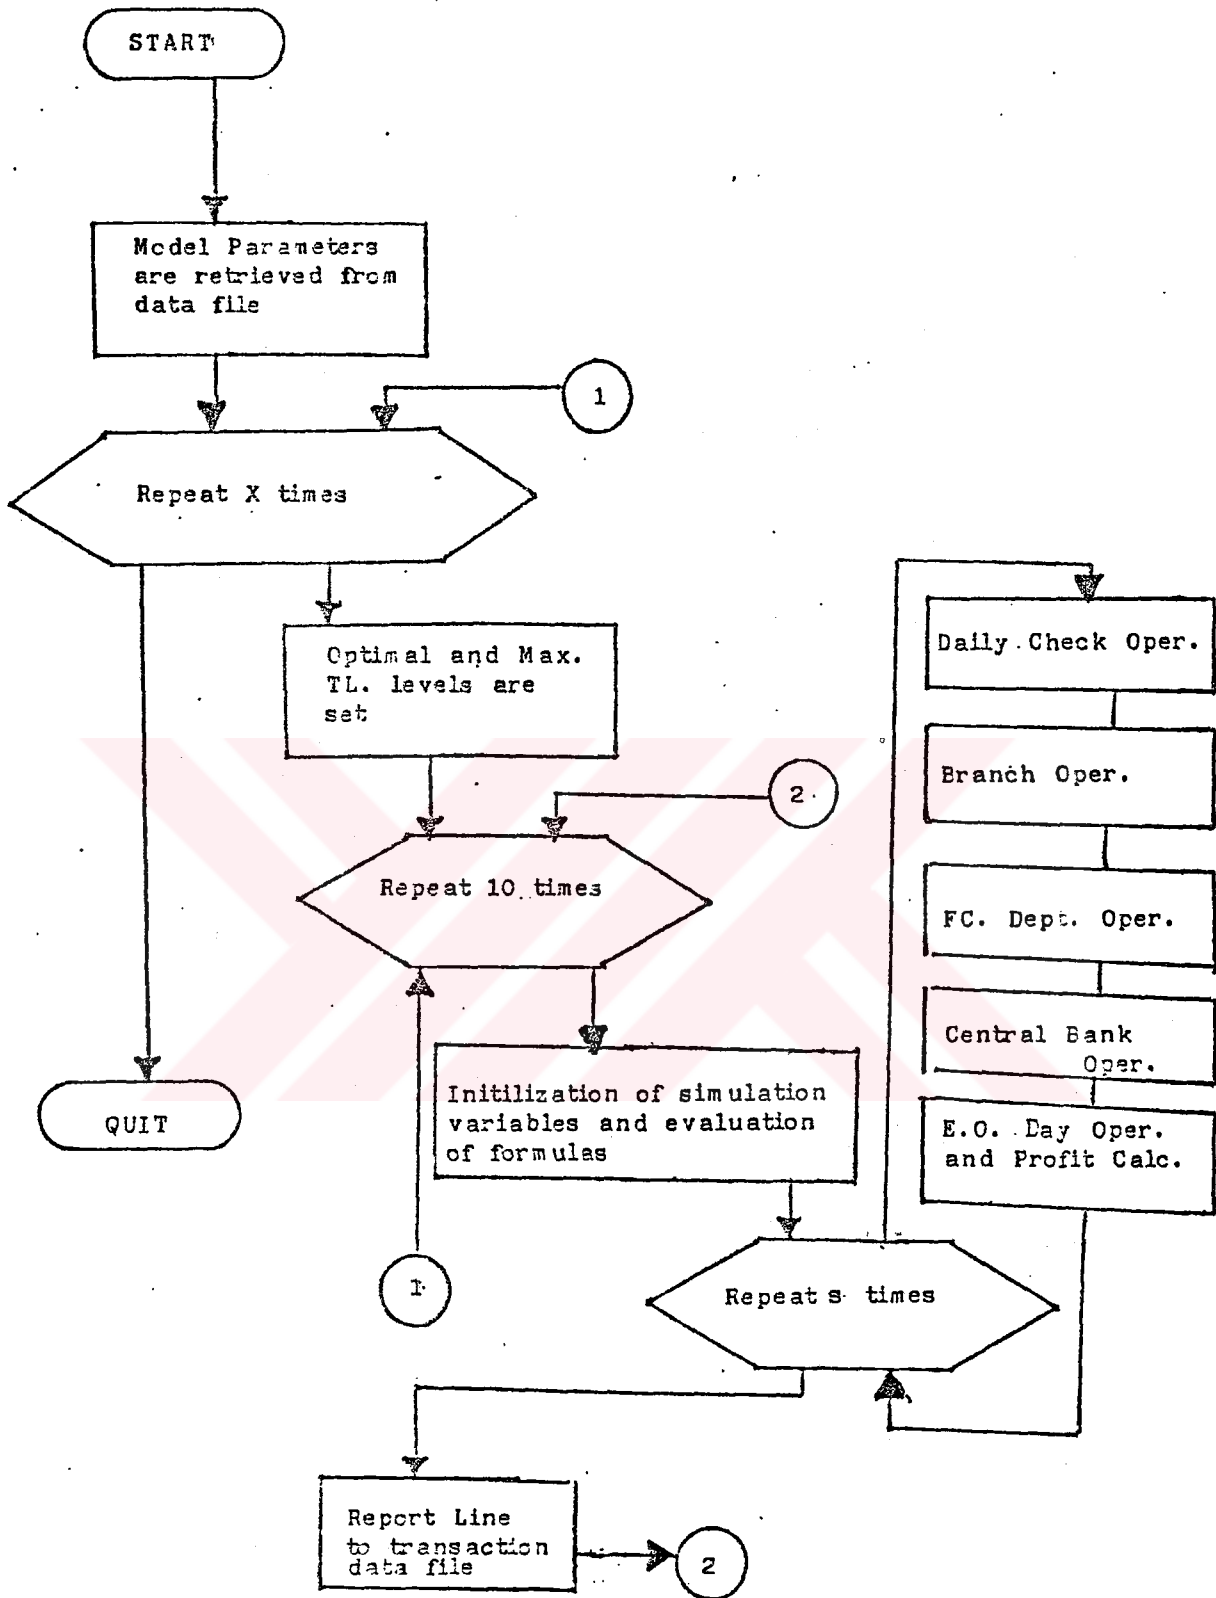 START
Model Parameters
are retrieved from
data file
1
Repeat X times
Optimal and Max.
TL. levels are
set
2
Repeat 10 times
Initilization of simulation
variables and evaluation
of formulas
QUIT
1
Repeat s times
Daily Check Oper.
Branch Oper.
FC. Dept. Oper.
Central Bank
Oper.
E.O. Day Oper.
and Profit Calc.
Report Line
to transaction
data file
2